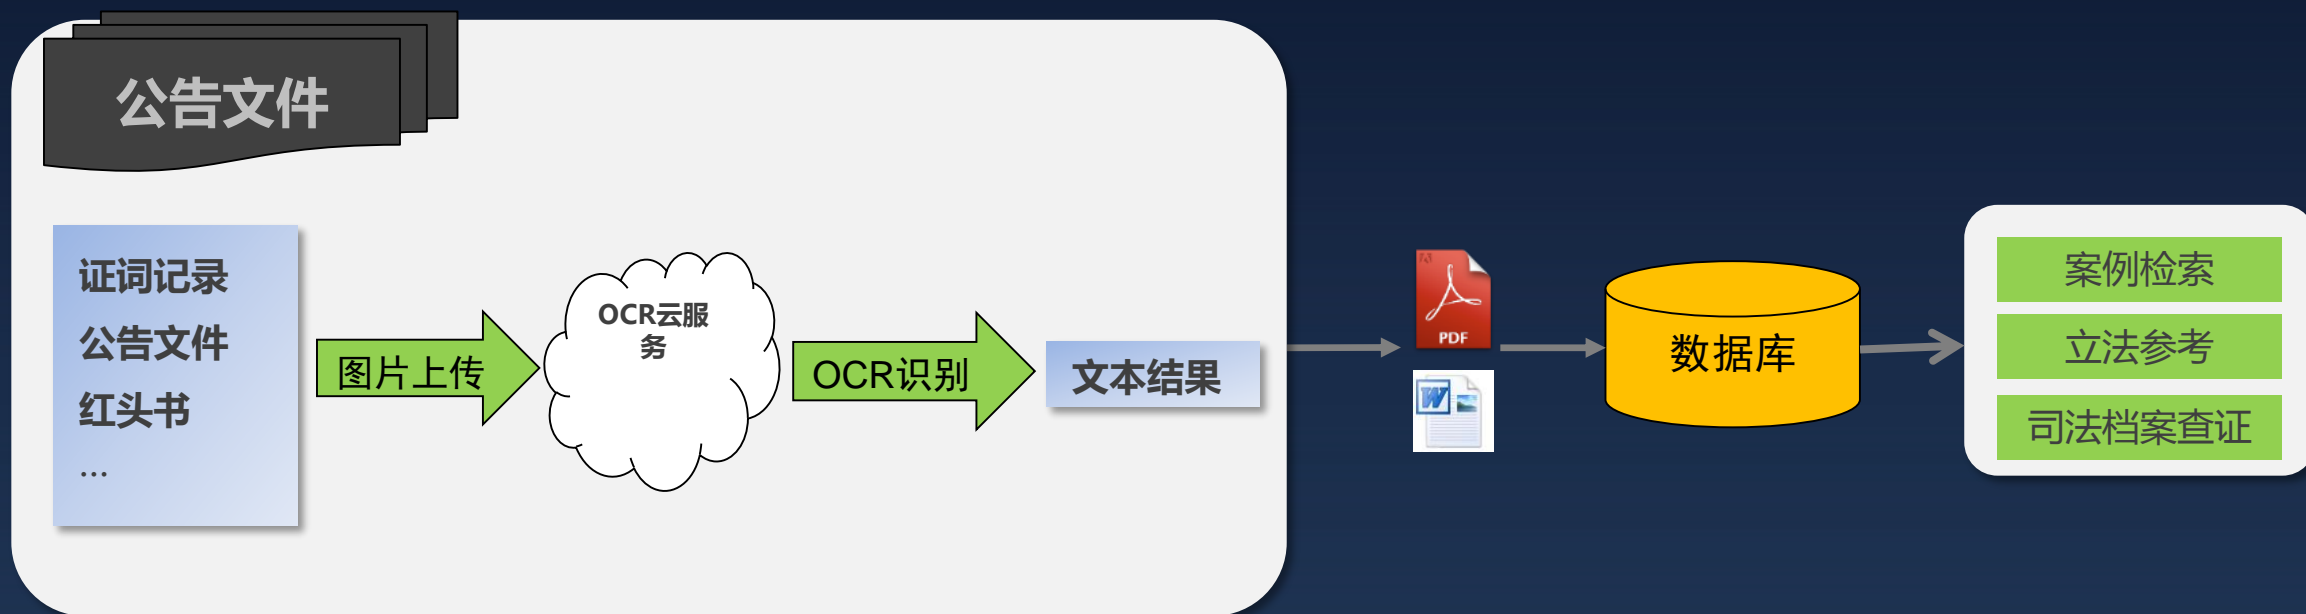 公告文件
证词记录
公告文件
红头书
...
图片上传
OCR云服
务
OCR识别
文本结果
PDF
W
数据库
案例检索
立法参考
司法档案查证